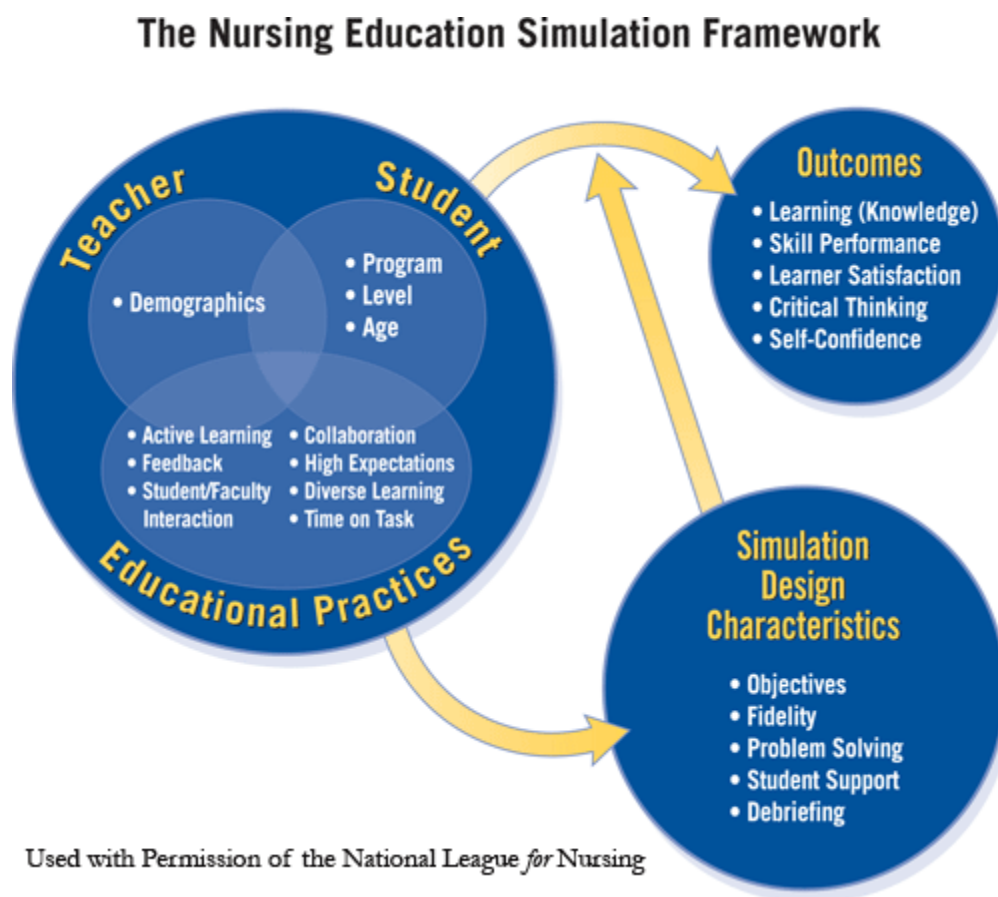 The Nursing Education Simulation Framework
Teacher
• Demographics
Student
• Program
• Level
• Age
• Active Learning
• Feedback
• Student/Faculty
Interaction
• Collaboration
• High Expectations
• Diverse Learning
• Time on Task
Educational Practices
Outcomes
• Learning (Knowledge)
• Skill Performance
• Learner Satisfaction
• Critical Thinking
• Self-Confidence
Simulation
Design
Characteristics
• Objectives
• Fidelity
• Problem Solving
• Student Support
• Debriefing
Used with Permission of the National League for Nursing